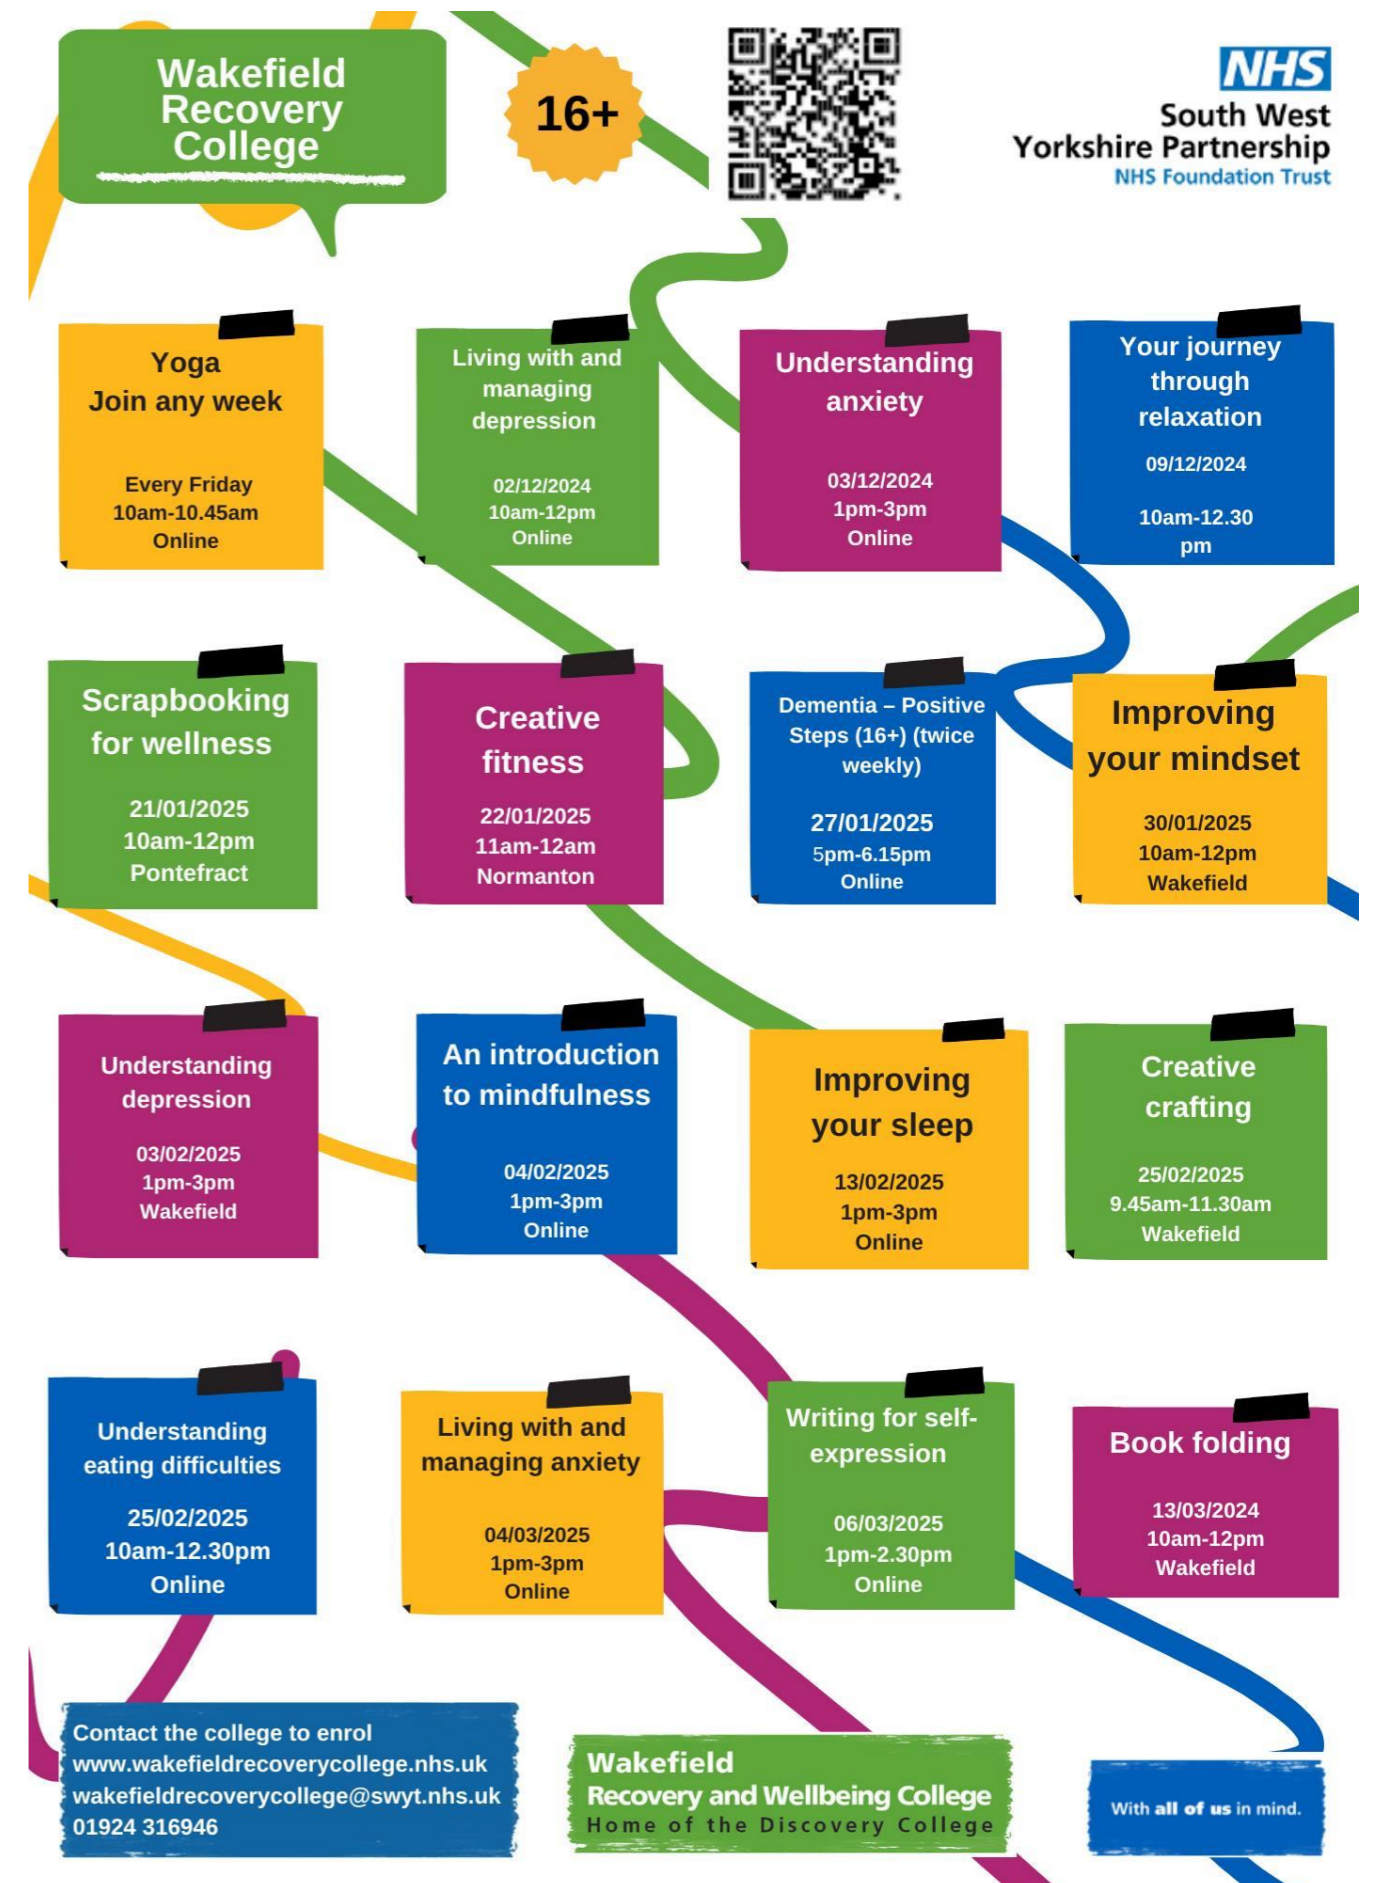 Wakefield
Recovery
College
16+
NHS
South West
Yorkshire Partnership
NHS Foundation Trust
Yoga
Join any week
Every Friday
10am-10.45am
Online
Living with and
managing
depression
02/12/2024
10am-12pm
Online
Understanding
anxiety
03/12/2024
1pm-3pm
Online
Your journey
through
relaxation
09/12/2024
10am-12.30
pm
Scrapbooking
for wellness
21/01/2025
10am-12pm
Pontefract
Creative
fitness
22/01/2025
11am-12am
Normanton
Dementia – Positive
Steps (16+) (twice
weekly)
27/01/2025
5pm-6.15pm
Online
Improving
your mindset
30/01/2025
10am-12pm
Wakefield
Understanding
depression
03/02/2025
1pm-3pm
Wakefield
An introduction
to mindfulness
04/02/2025
1pm-3pm
Online
Improving
your sleep
13/02/2025
1pm-3pm
Online
Creative
crafting
25/02/2025
9.45am-11.30am
Wakefield
Understanding
eating difficulties
25/02/2025
10am-12.30pm
Online
Living with and
managing anxiety
04/03/2025
1pm-3pm
Online
Writing for self-
expression
06/03/2025
1pm-2.30pm
Online
Book folding
13/03/2024
10am-12pm
Wakefield
Contact the college to enrol
www.wakefieldrecoverycollege.nhs.uk
wakefieldrecoverycollege@swyt.nhs.uk
01924 316946
Wakefield
Recovery and Wellbeing College
Home of the Discovery College
With all of us in mind.